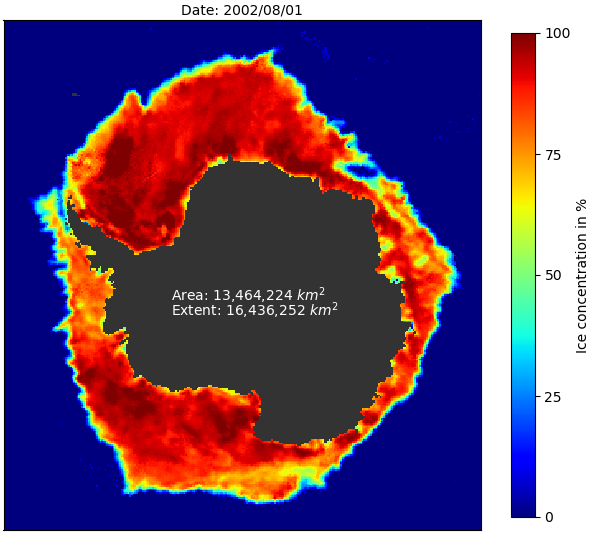 Date: 2002/08/01
100
75
50
25
0
Ice concentration in %
Area: 13,464,224 km²
Extent: 16,436,252 km²